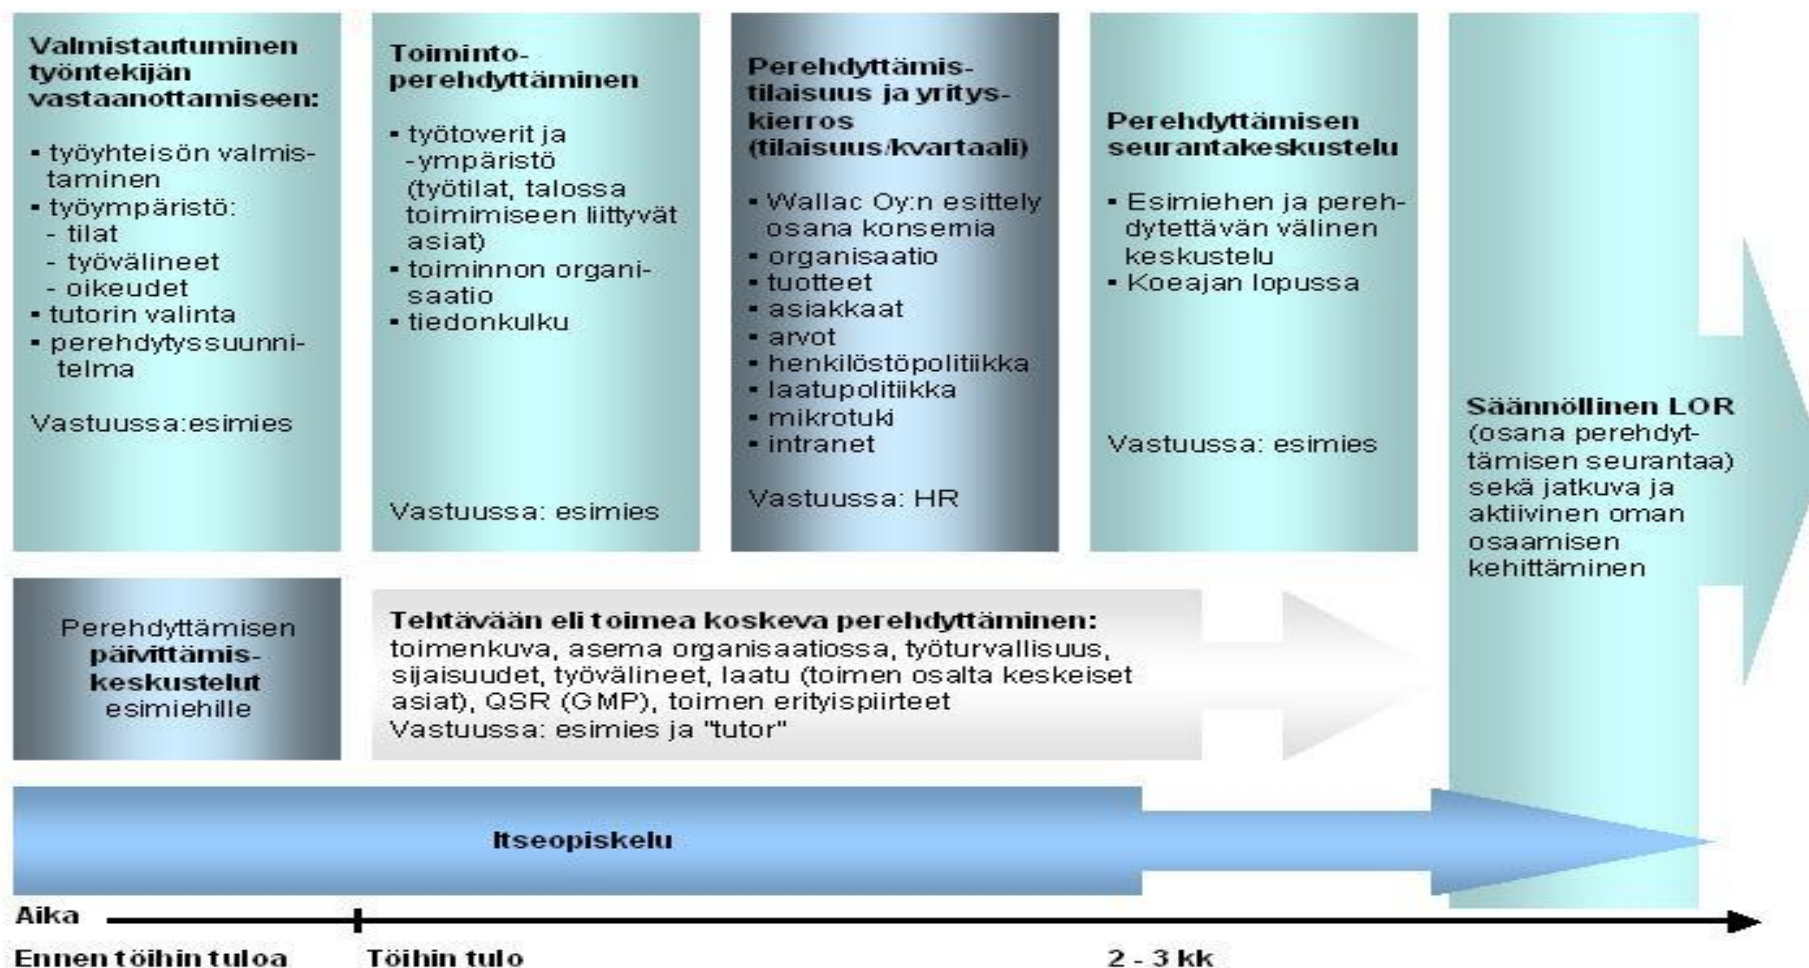 Valmistautuminen
työntekijän
vastaanottamiseen:
▪ työyhteisön valmis-
taminen
▪ työympäristö:
- tilat
- työvälineet
- oikeudet
▪ tutorin valinta
▪ perehdytyssuunni-
telma
Vastuussa:esimies
Toiminto-
perehdyttäminen
▪ työtoverit ja
-ympäristö
(työtilat, talossa
toimimiseen liittyvät
asiat)
▪ toiminnon organi-
saatio
▪ tiedonkulku
Vastuussa: esimies
Perehdyttämis-
tilaisuus ja yritys-
kierros
(tilaisuus/kvartaali)
▪ Wallac Oy:n esittely
osana konsernia
▪ organisaatio
▪ tuotteet
▪ asiakkaat
▪ arvot
▪ henkilöstöpolitiikka
▪ laatupolitiikka
▪ mikrotuki
▪ intranet
Vastuussa: HR
Perehdyttämisen
seurantakeskustelu
▪ Esimiehen ja pereh-
dytettävän välinen
keskustelu
▪ Koeajan lopussa
Vastuussa: esimies
Säännöllinen LOR
(osana perehdyt-
tämisen seurantaa)
sekä jatkuva ja
aktiivinen oman
osaamisen
kehittäminen
Perehdyttämisen
päivittämis-
keskustelut
esimiehille
Tehtävään eli toimea koskeva perehdyttäminen:
toimenkuva, asema organisaatiossa, työturvallisuus,
sijaisuudet, työvälineet, laatu (toimen osalta keskeiset
asiat), QSR (GMP), toimen erityispiirteet
Vastuussa: esimies ja "tutor"
Itseopiskelu
Aika
Ennen töihin tuloa
Töihin tulo
2 - 3 kk